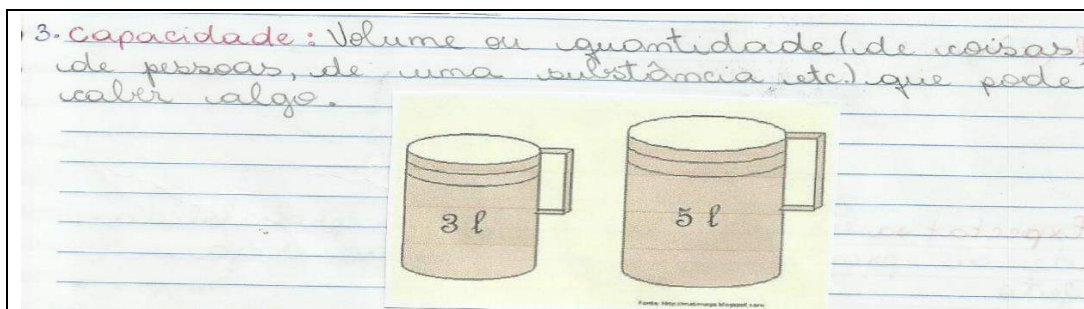 3. Capacidade: Volume ou quantidade (de coisas,
de pessoas, de uma substância etc.) que pode
caber algo.
3 l
5 l